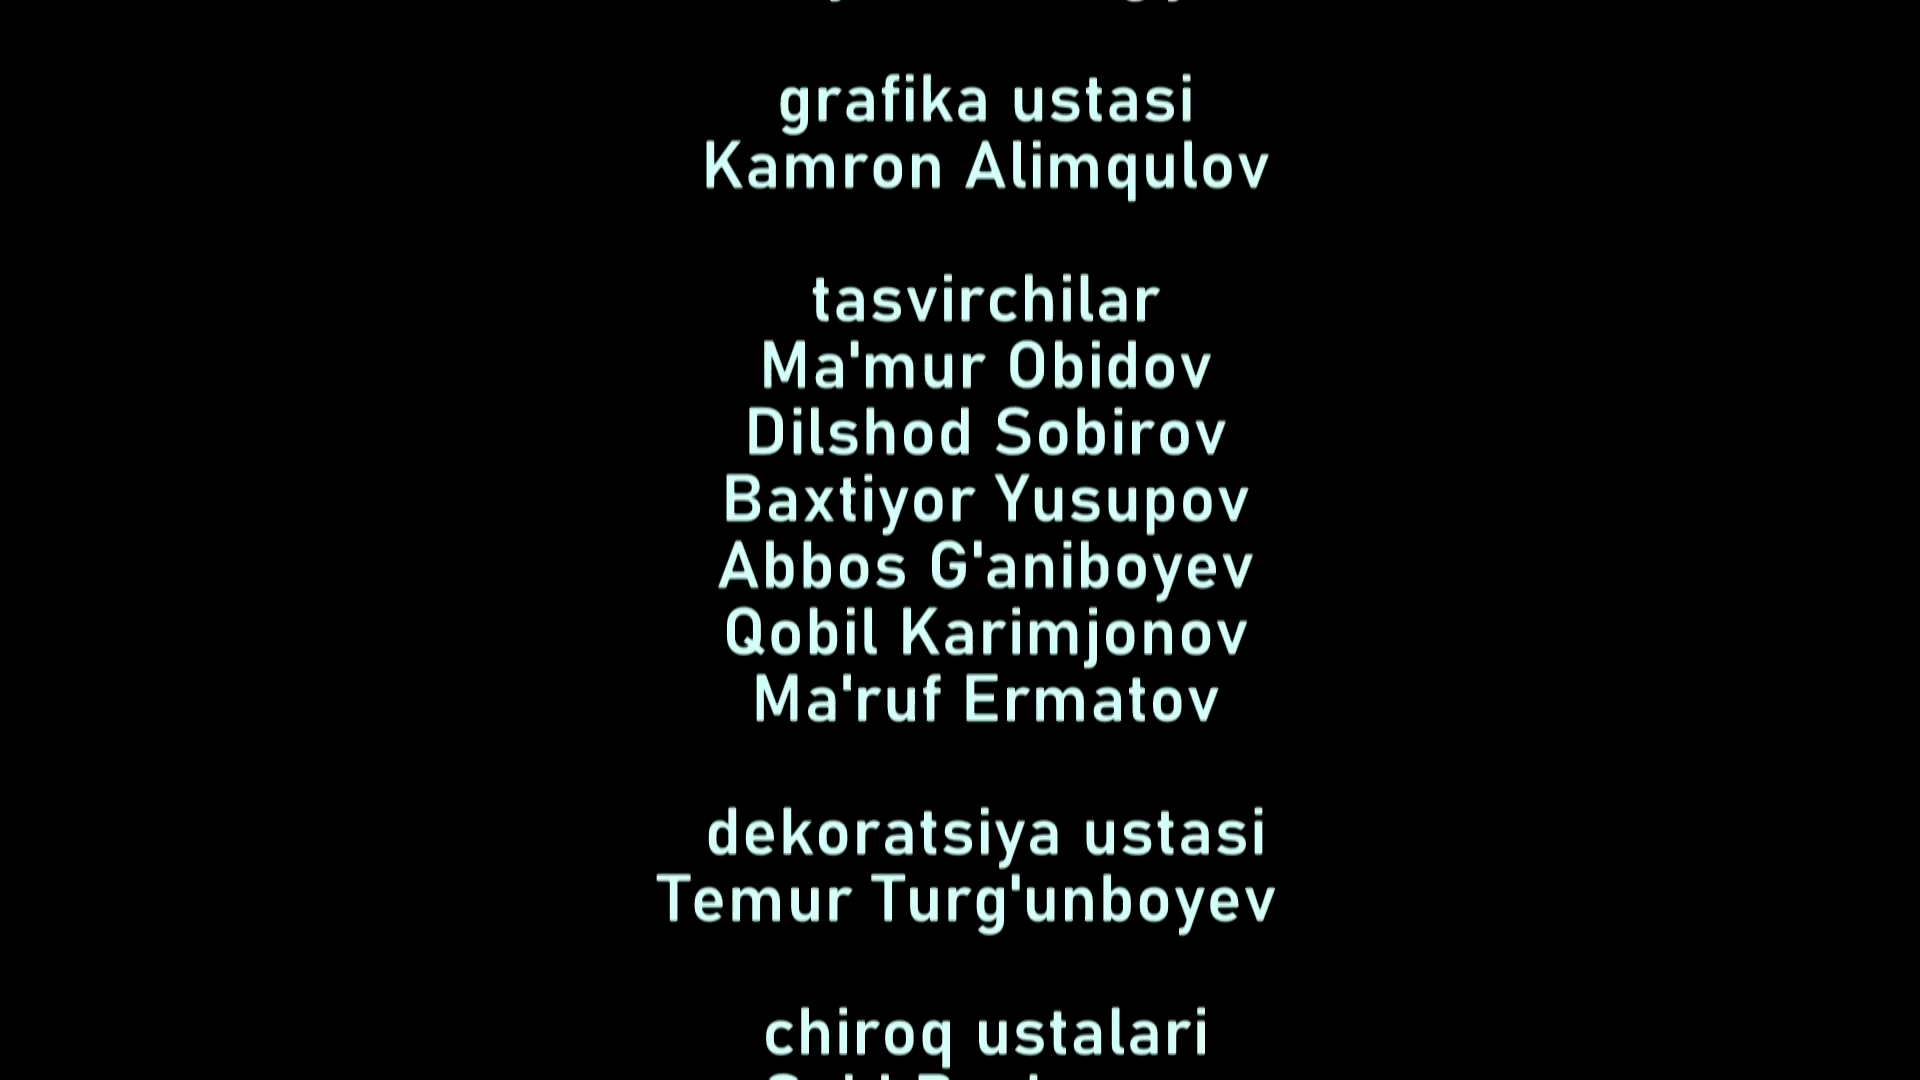 grafika ustasi
Kamron Alimqulov
tasvirchilar
Ma'mur Obidov
Dilshod Sobirov
Baxtiyor Yusupov
Abbos G'aniboyev
Qobil Karimjonov
Ma'ruf Ermatov
dekoratsiya ustasi
Temur Turg'unboyev
chiroq ustalari